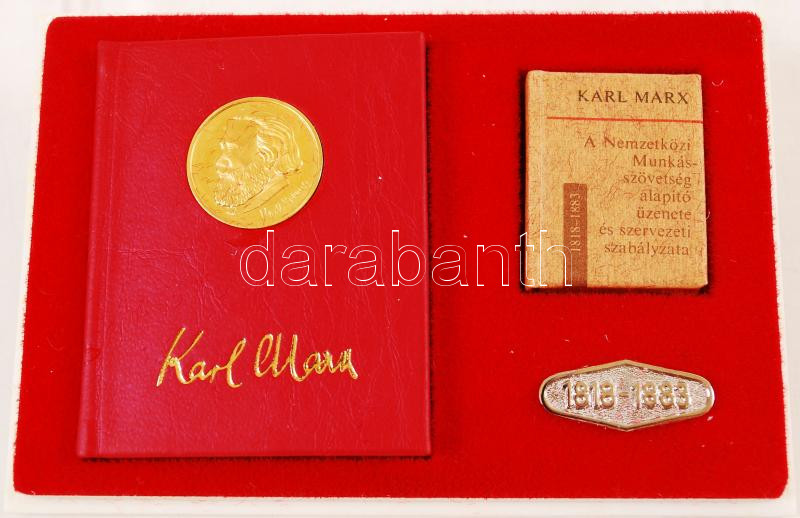 Karl Marx
KARL MARX
A Nemzetközi
Munkás-
szövetség
alapító
üzenete
és szervezeti
szabályzata
1818–1883
1818-1883
darabanth